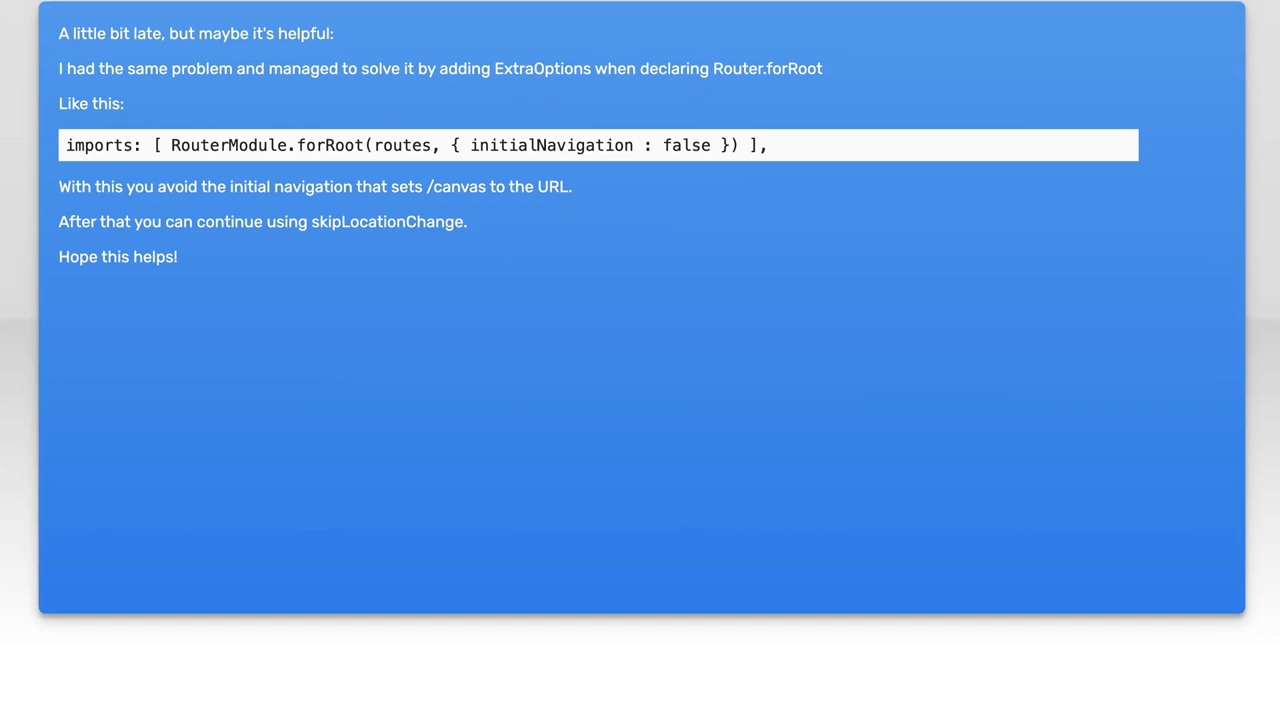 A little bit late, but maybe it's helpful:
I had the same problem and managed to solve it by adding ExtraOptions when declaring Router.forRoot
Like this:
imports: [ RouterModule.forRoot(routes, { initialNavigation : false }) ],
With this you avoid the initial navigation that sets /canvas to the URL.
After that you can continue using skipLocationChange.
Hope this helps!